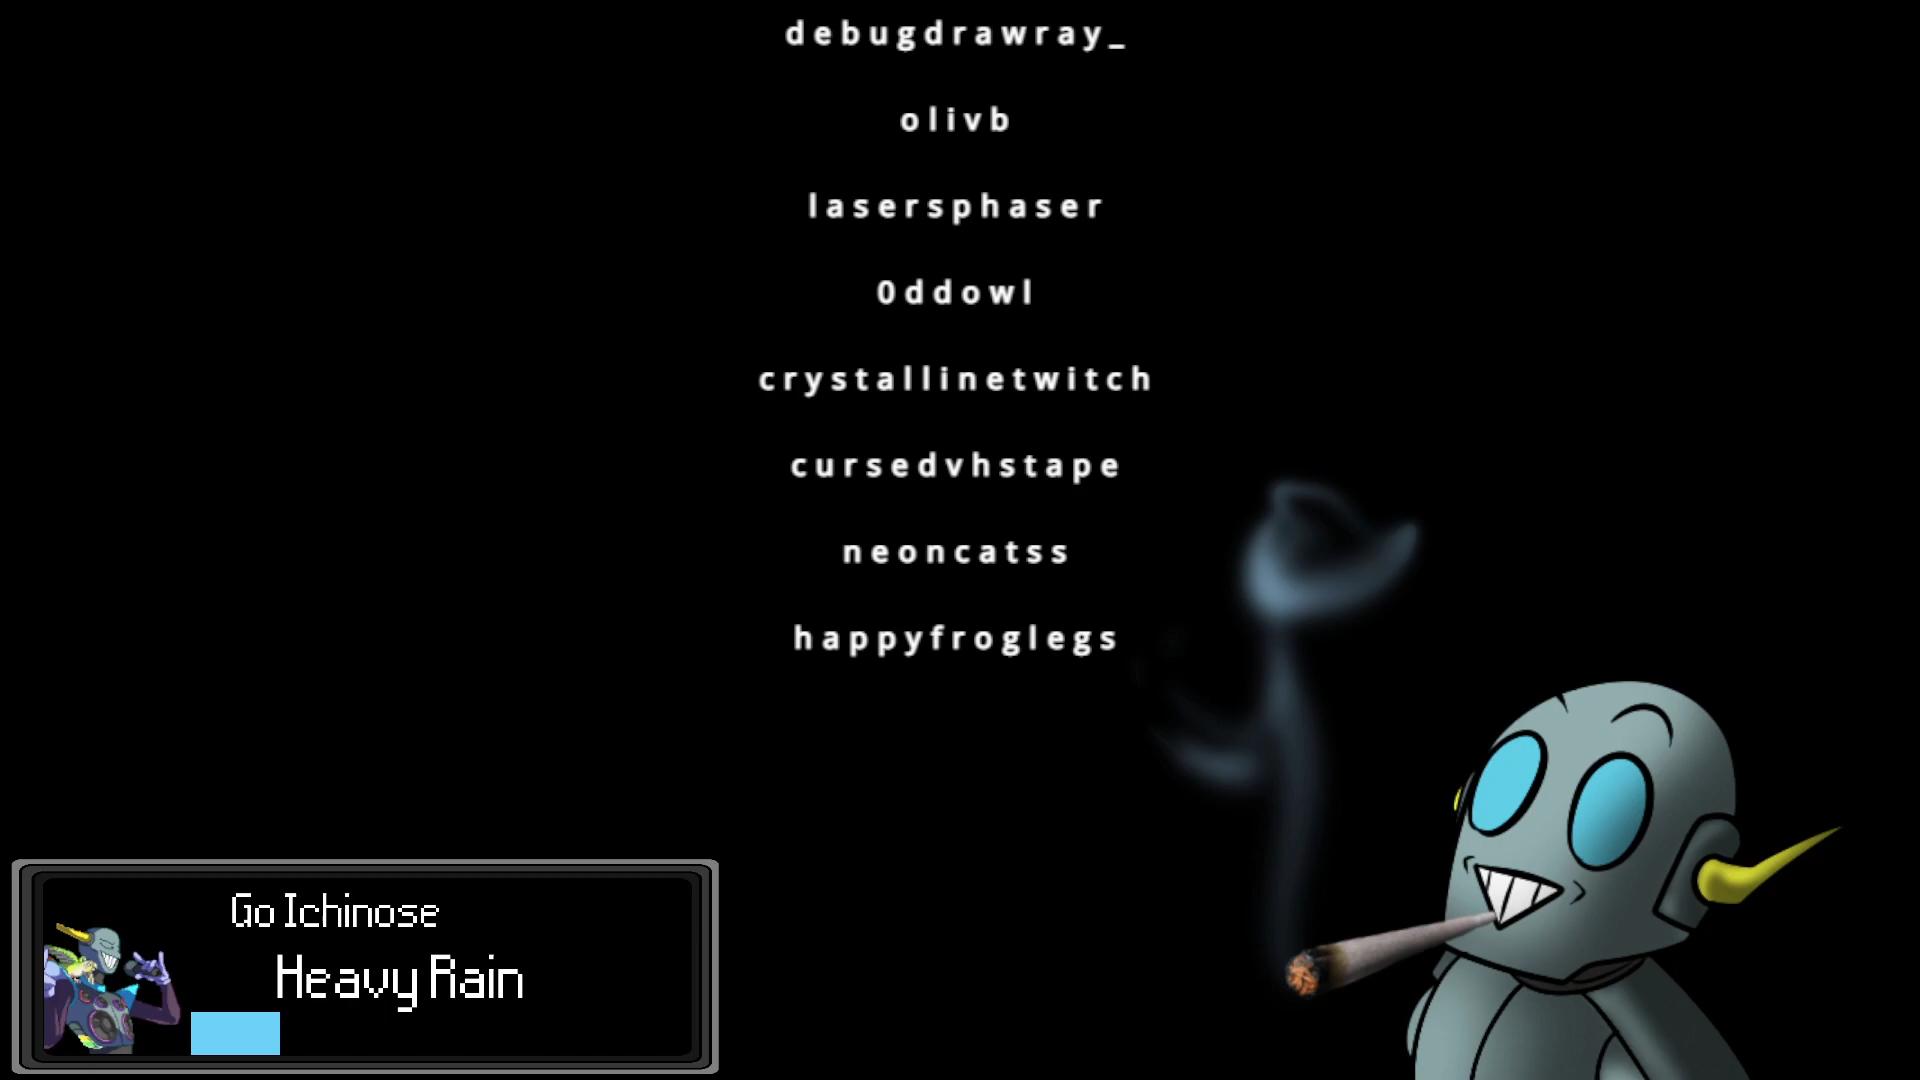 debugdrawray_
olivb
lasersphaser
0ddowl
crystallinetwitch
cursedvhstape
neoncatss
happyfroglegs
Go Ichinose
Heavy Rain